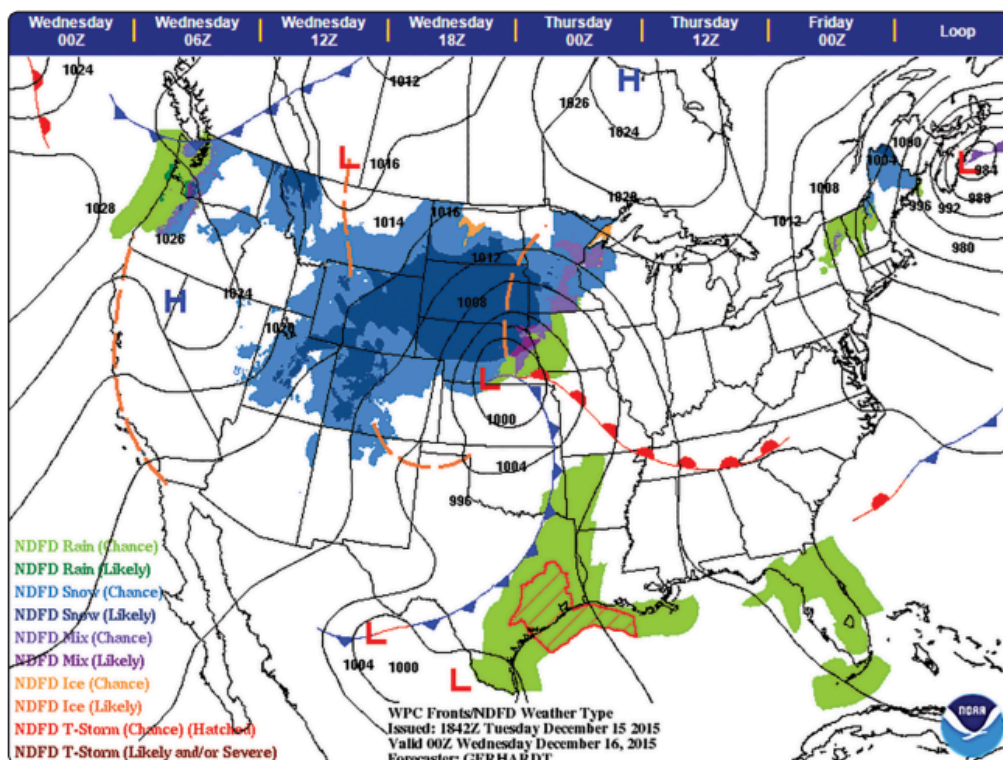 Wednesday 00Z
Wednesday 06Z
Wednesday 12Z
Wednesday 18Z
Thursday 00Z
Thursday 12Z
Friday 00Z
Loop
1024
1012
1026
H
1024
1000
1004
L
984
988
992
996
980
L
1016
1028
1008
1028
1014
1016
1012
1026
1012
H
1024
1008
1020
L
1000
1004
996
NDFD Rain (Chance)
NDFD Rain (Likely)
NDFD Snow (Chance)
NDFD Snow (Likely)
NDFD Mix (Chance)
NDFD Mix (Likely)
NDFD Ice (Chance)
NDFD Ice (Likely)
NDFD T-Storm (Chance) (Hatched)
NDFD T-Storm (Likely and/or Severe)
L
1004
1000
L
WPC Fronts/NDFD Weather Type
Issued: 1842Z Tuesday December 15 2015
Valid 00Z Wednesday December 16, 2015
Forecaster: GERHARDT
NOAA